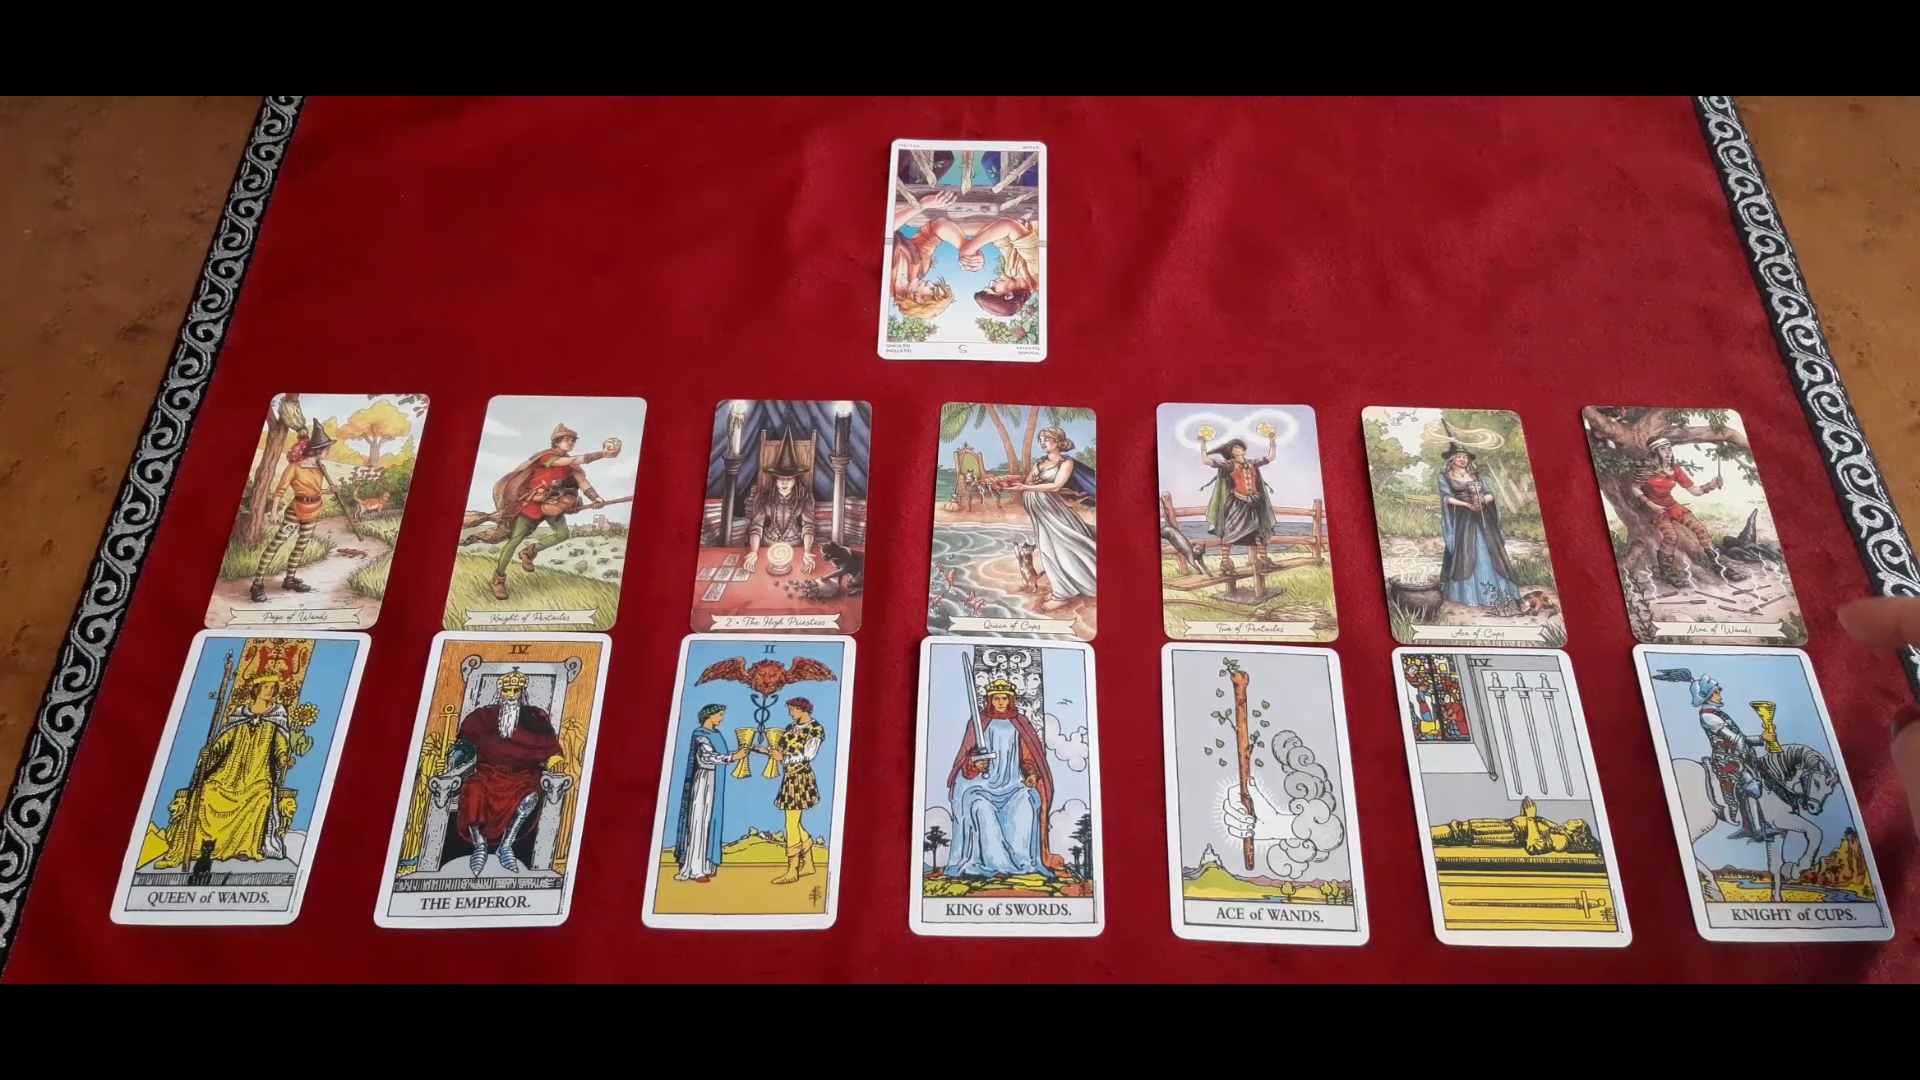 5
Page of Wands
Knight of Pentacles
2 • The High Priestess
Queen of Cups
Two of Pentacles
Ace of Cups
Nine of Wands
QUEEN of WANDS.
IV
THE EMPEROR.
II
KING of SWORDS.
ACE of WANDS.
IV
KNIGHT of CUPS.